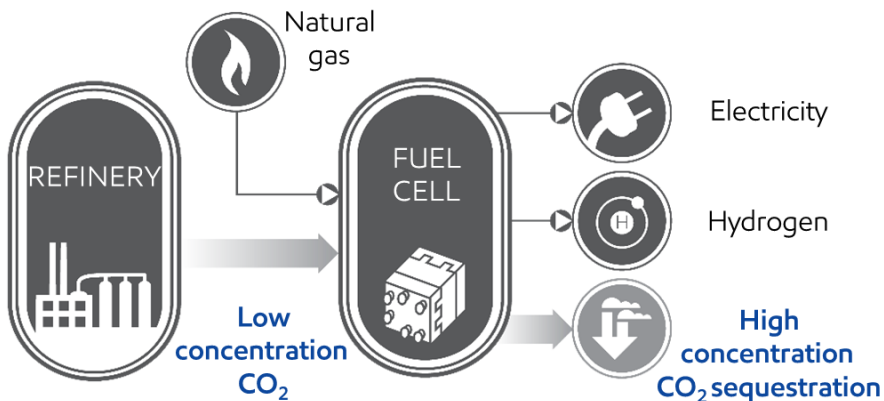 Natural
gas
REFINERY
FUEL
CELL
Electricity
H
Hydrogen
Low
concentration
CO₂
High
concentration
CO₂ sequestration